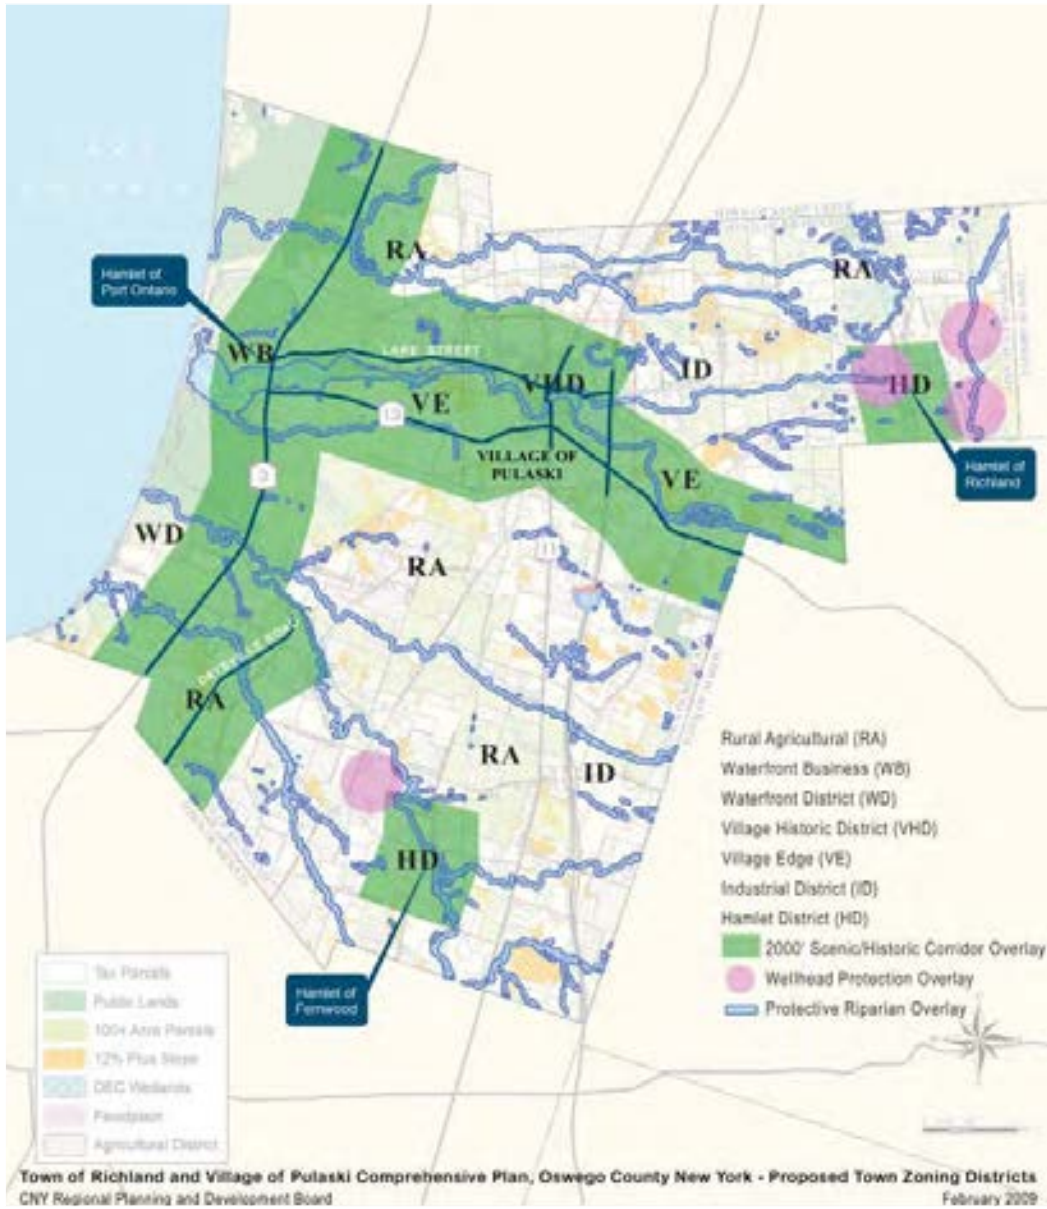 RA
RA
Hamlet of
Port Ontario
WB
LAKE STREET
VHD
ID
HD
VE
13
VILLAGE OF
PULASKI
VE
Hamlet of
Richland
3
WD
11
RA
RA
RA
ID
HD
Hamlet of
Fernwood
Rural Agricultural (RA)
Waterfront Business (WB)
Waterfront District (WD)
Village Historic District (VHD)
Village Edge (VE)
Industrial District (ID)
Hamlet District (HD)
2000' Scenic/Historic Corridor Overlay
Wellhead Protection Overlay
Protective Riparian Overlay
Tax Parcels
Public Lands
100+ Acre Parcels
12% Plus Slope
DEC Wetlands
Floodplain
Agricultural District
Town of Richland and Village of Pulaski Comprehensive Plan, Oswego County New York - Proposed Town Zoning Districts
CNY Regional Planning and Development Board
February 2009